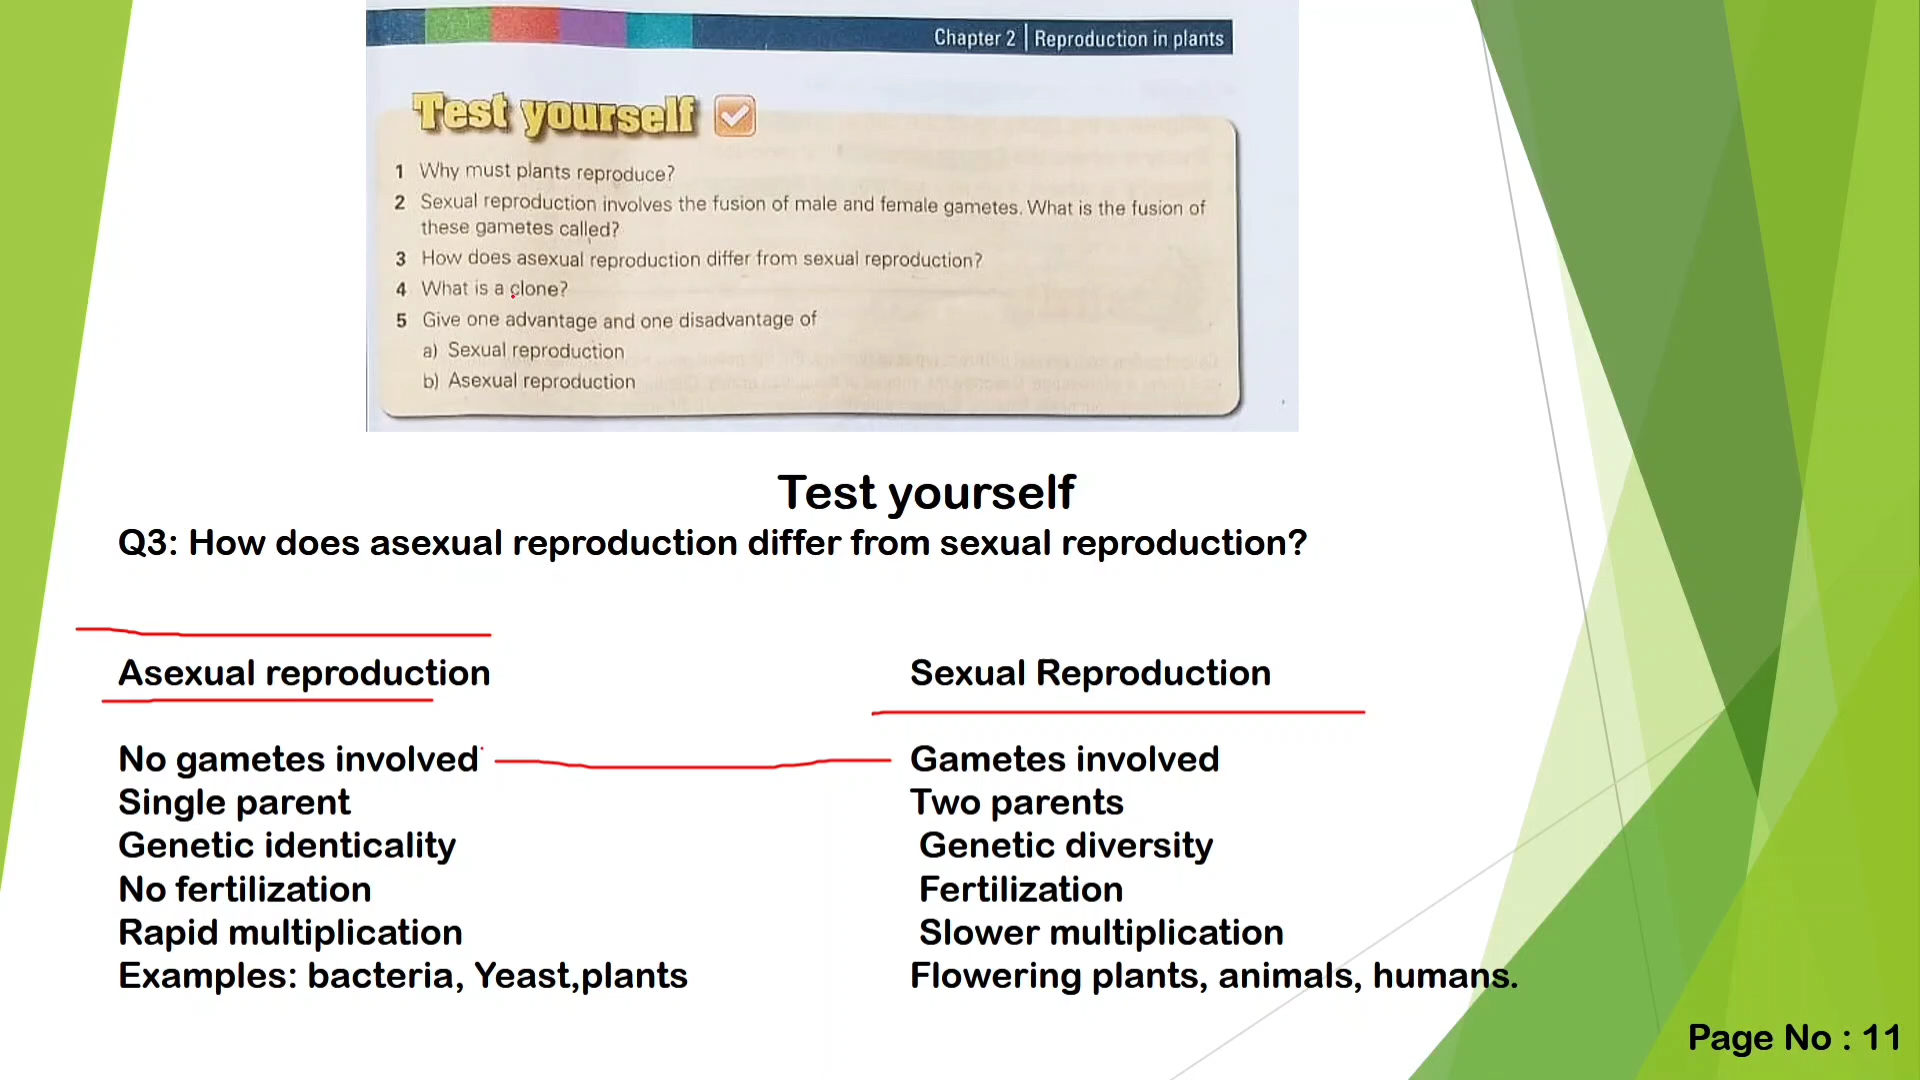 Chapter 2 | Reproduction in plants
Test yourself
1 Why must plants reproduce?
2 Sexual reproduction involves the fusion of male and female gametes. What is the fusion of
these gametes called?
3 How does asexual reproduction differ from sexual reproduction?
4 What is a clone?
5 Give one advantage and one disadvantage of
a) Sexual reproduction
b) Asexual reproduction
Test yourself
Q3: How does asexual reproduction differ from sexual reproduction?
Asexual reproduction Sexual Reproduction
No gametes involved Gametes involved
Single parent Two parents
Genetic identicality Genetic diversity
No fertilization Fertilization
Rapid multiplication Slower multiplication
Examples: bacteria, Yeast,plants Flowering plants, animals, humans.
Page No : 11